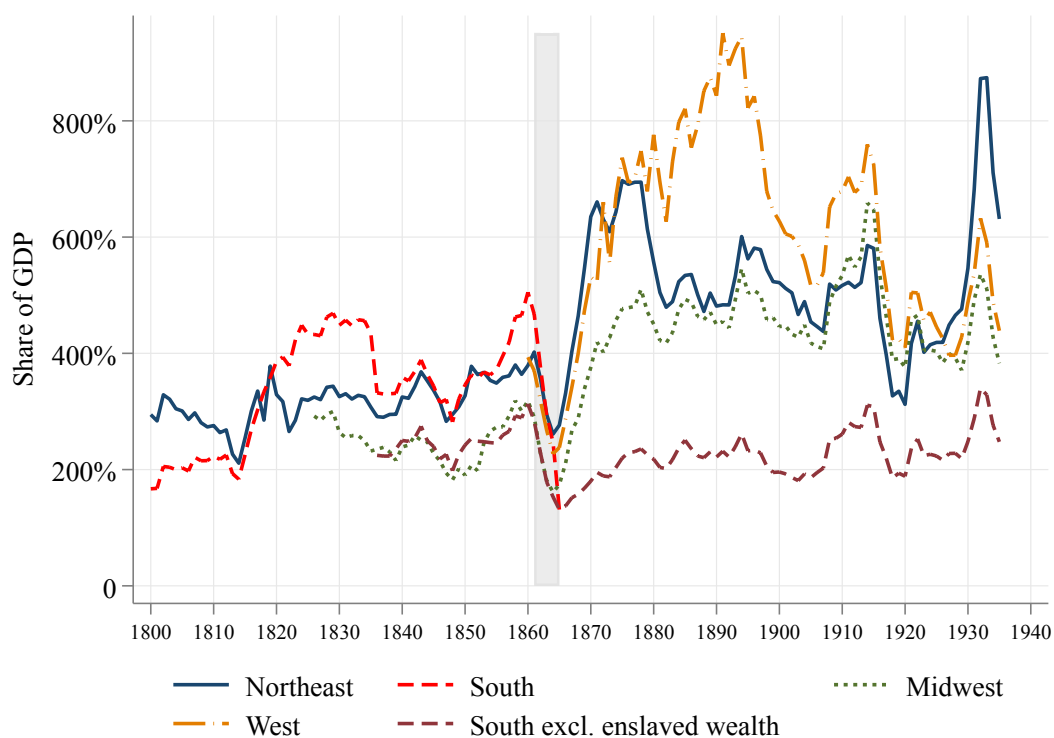 Share of GDP
800%
600%
400%
200%
0
1800 1810 1820 1830 1840 1850 1860 1870 1880 1890 1900 1910 1920 1930 1940
Northeast South Midwest
West South excl. enslaved wealth